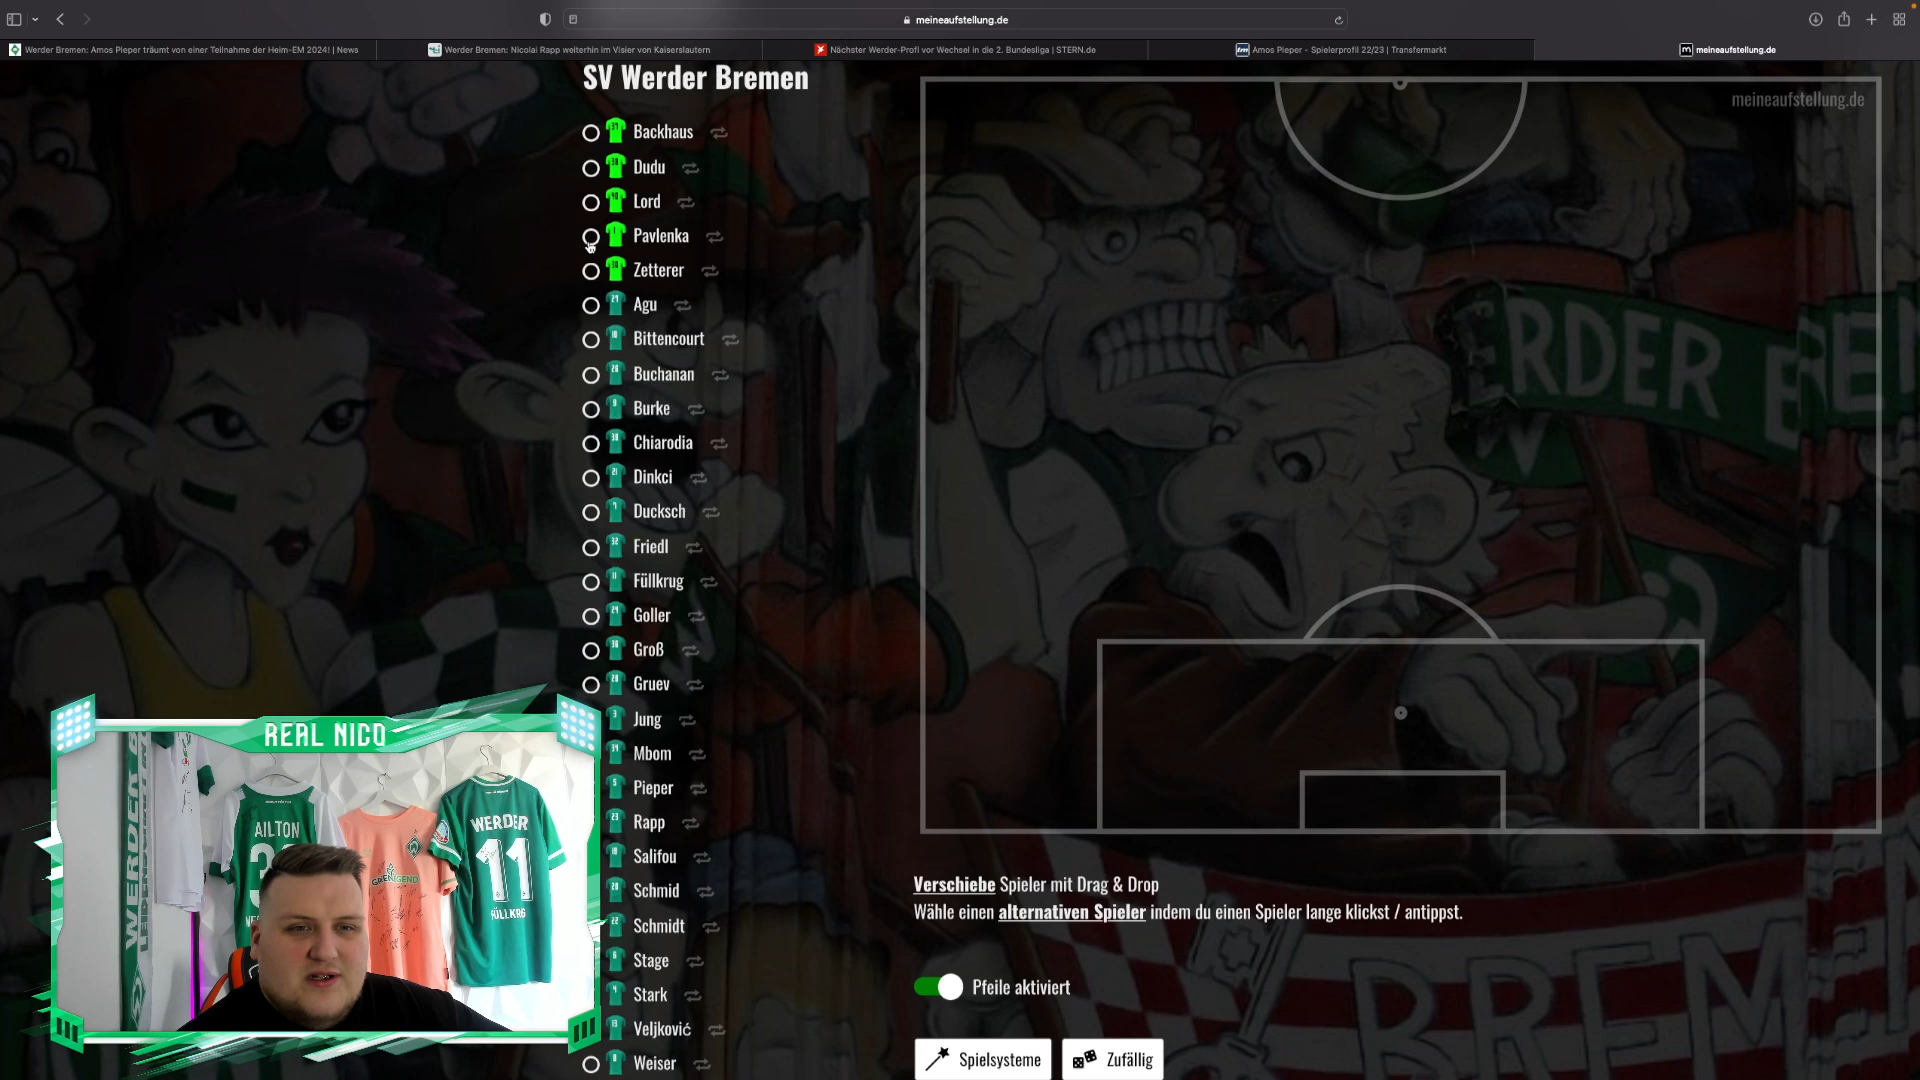 meineaufstellung.de
Werder Bremen: Amos Pieper träumt von einer Teilnahme der Heim-EM 2024! | News
Werder Bremen: Nicolai Rapp weiterhin im Visier von Kaiserslautern
Nächster Werder-Profi vor Wechsel in die 2. Bundesliga | STERN.de
Amos Pieper - Spielerprofil 22/23 | Transfermarkt
meineaufstellung.de
SV Werder Bremen
meineaufstellung.de
Backhaus
Dudu
Lord
Pavlenka
Zetterer
Agu
Bittencourt
Buchanan
Burke
Chiarodia
Dinkci
Ducksch
Friedl
Füllkrug
Goller
Groß
Gruev
Jung
Mbom
Pieper
Rapp
Salifou
Schmid
Schmidt
Stage
Stark
Veljković
Weiser
RDER
BREM
REAL NICO
AILTON
WERDER
11
FÜLLKRG
WERDER B
Verschiebe Spieler mit Drag & Drop
Wähle einen alternativen Spieler indem du einen Spieler lange klickst / antippst.
Pfeile aktiviert
Spielsysteme
Zufällig